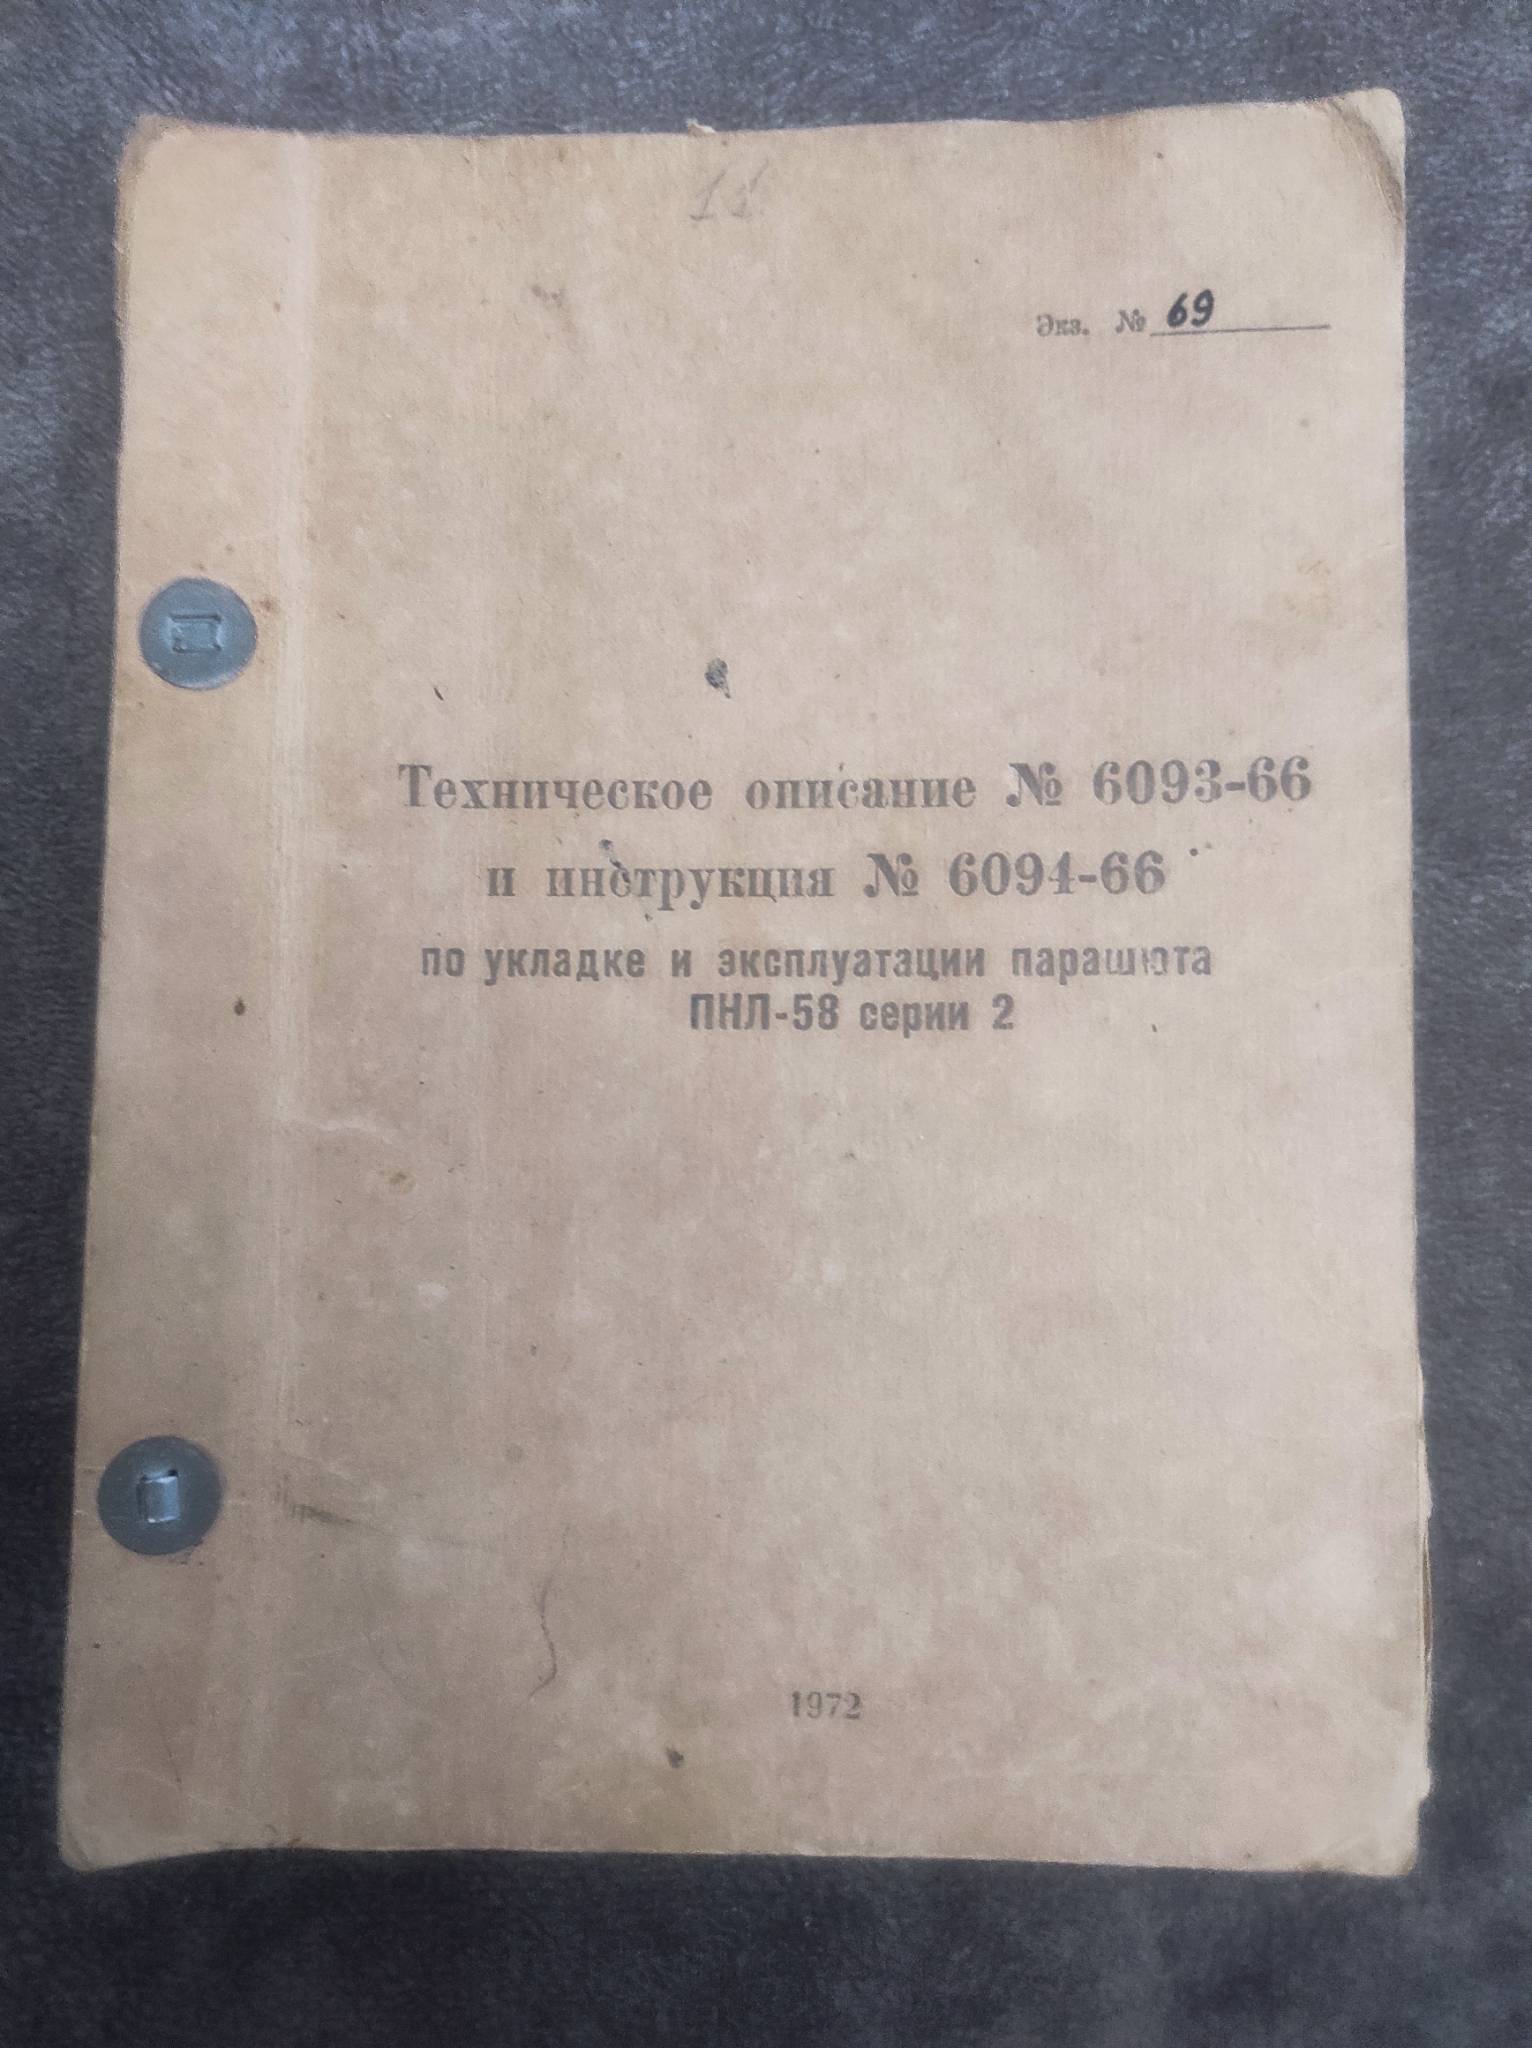 11
Экз. № 69
Техническое описание № 6093-66
и инструкция № 6094-66
по укладке и эксплуатации парашюта
ПНЛ-58 серии 2
1972